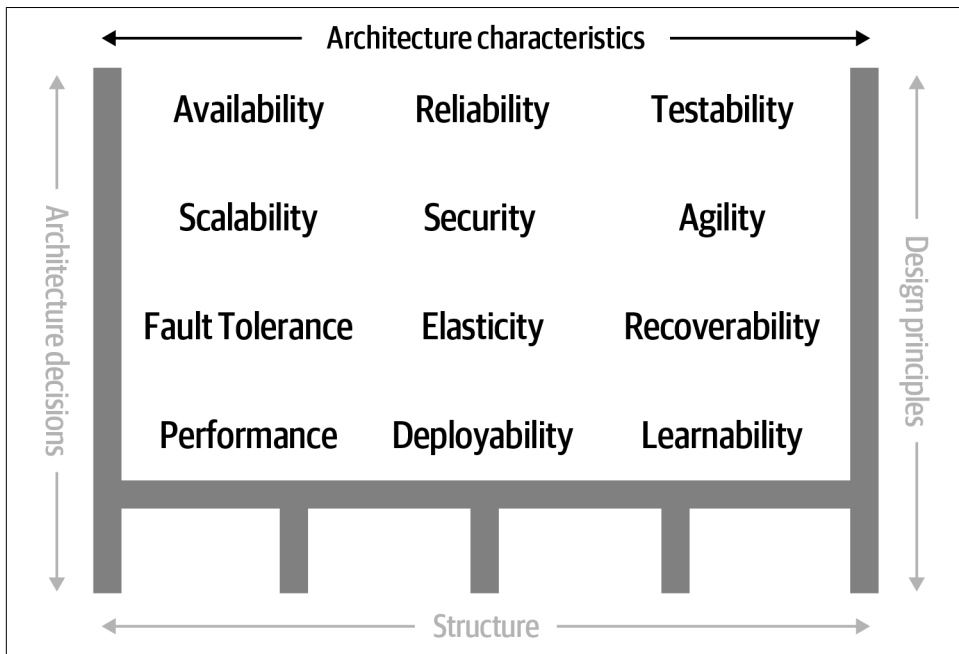 Architecture characteristics
Availability Reliability Testability
Scalability Security Agility
Fault Tolerance Elasticity Recoverability
Performance Deployability Learnability
Architecture decisions
Design principles
Structure